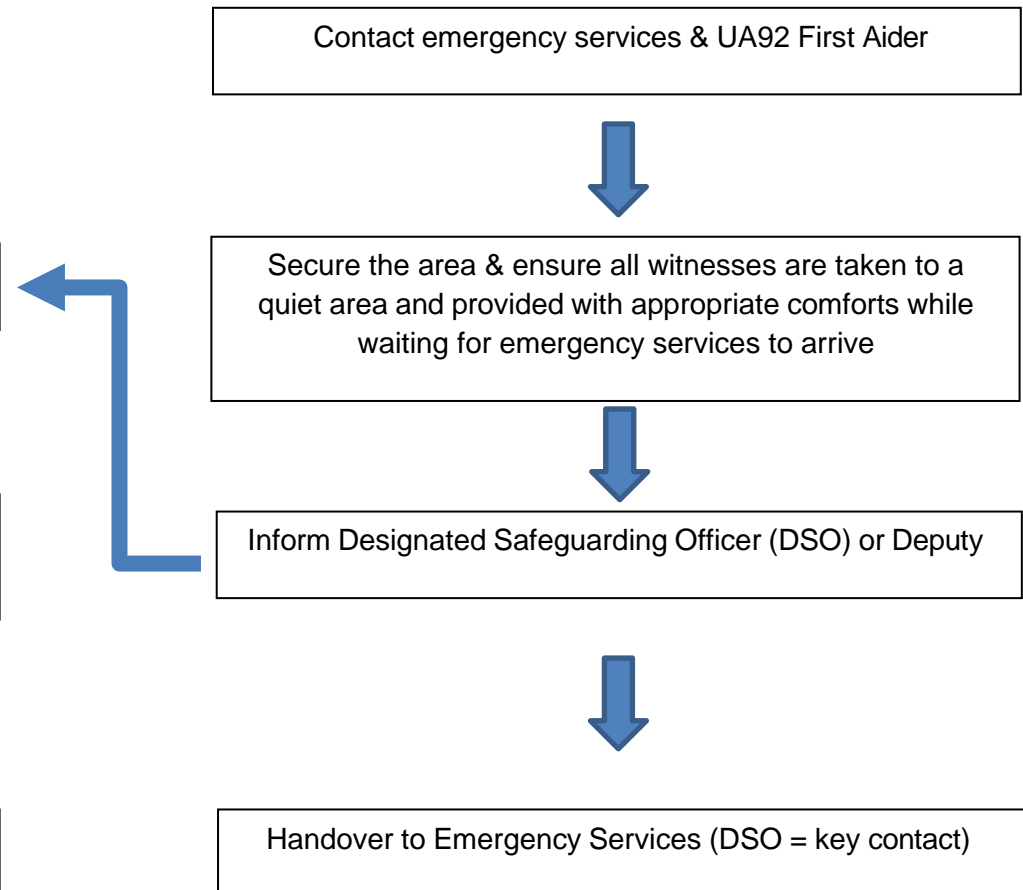 Contact emergency services & UA92 First Aider
Secure the area & ensure all witnesses are taken to a
quiet area and provided with appropriate comforts while
waiting for emergency services to arrive
Inform Designated Safeguarding Officer (DSO) or Deputy
Handover to Emergency Services (DSO = key contact)